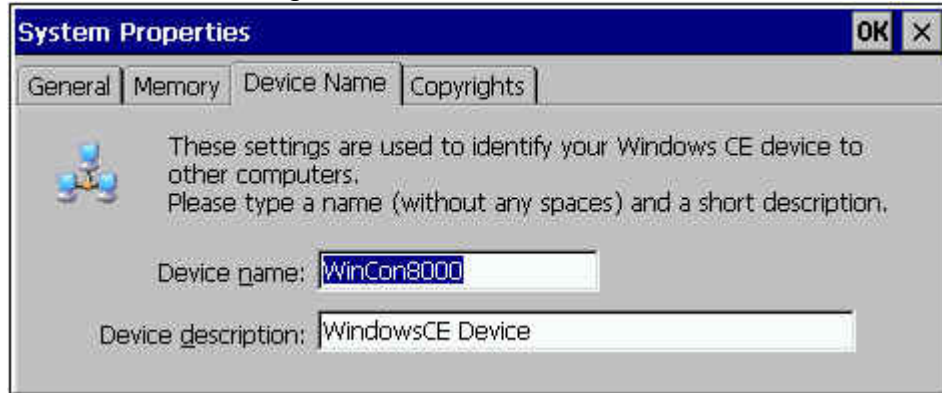 System Properties OK ×
General Memory Device Name Copyrights
These settings are used to identify your Windows CE device to
other computers.
Please type a name (without any spaces) and a short description.
Device name: WinCon8000
Device description: WindowsCE Device